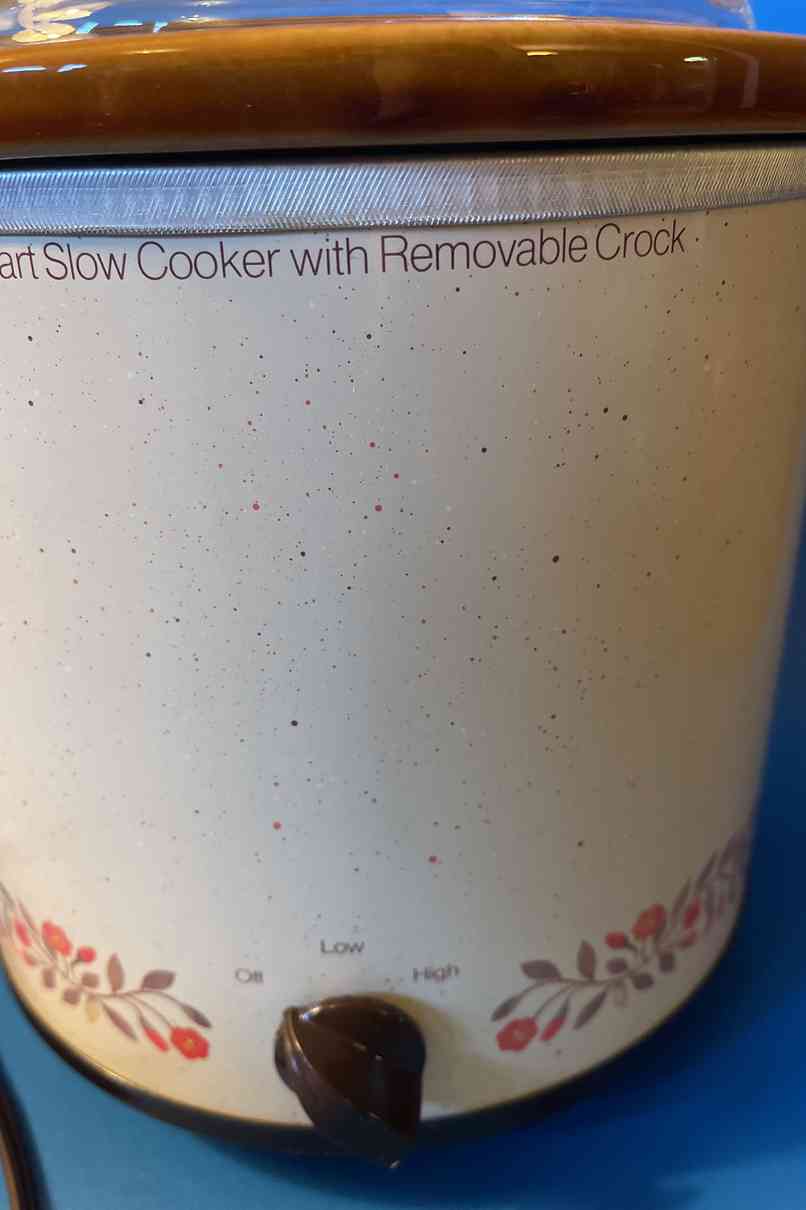 art Slow Cooker with Removable Crock
Low
Off
High